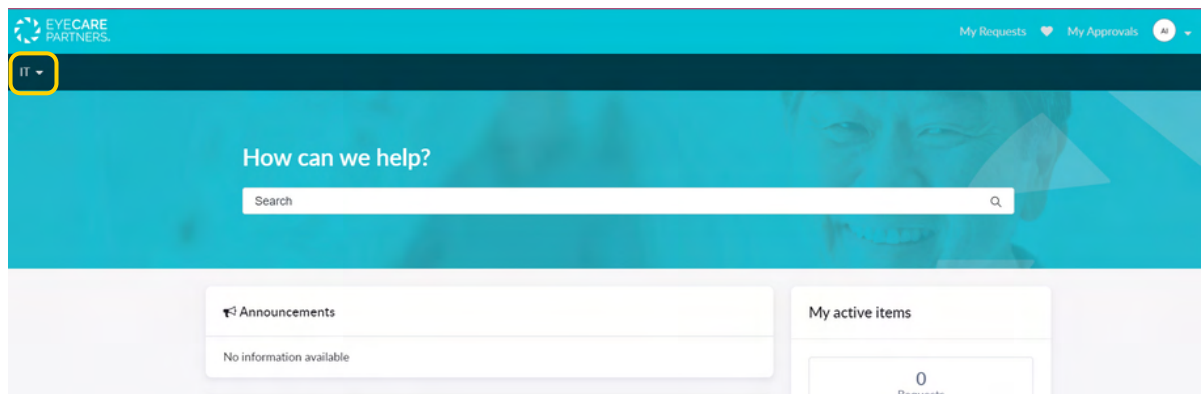 EYECARE
PARTNERS.
My Requests My Approvals AI
IT
How can we help?
Search
Announcements
My active items
No information available
0
Requests